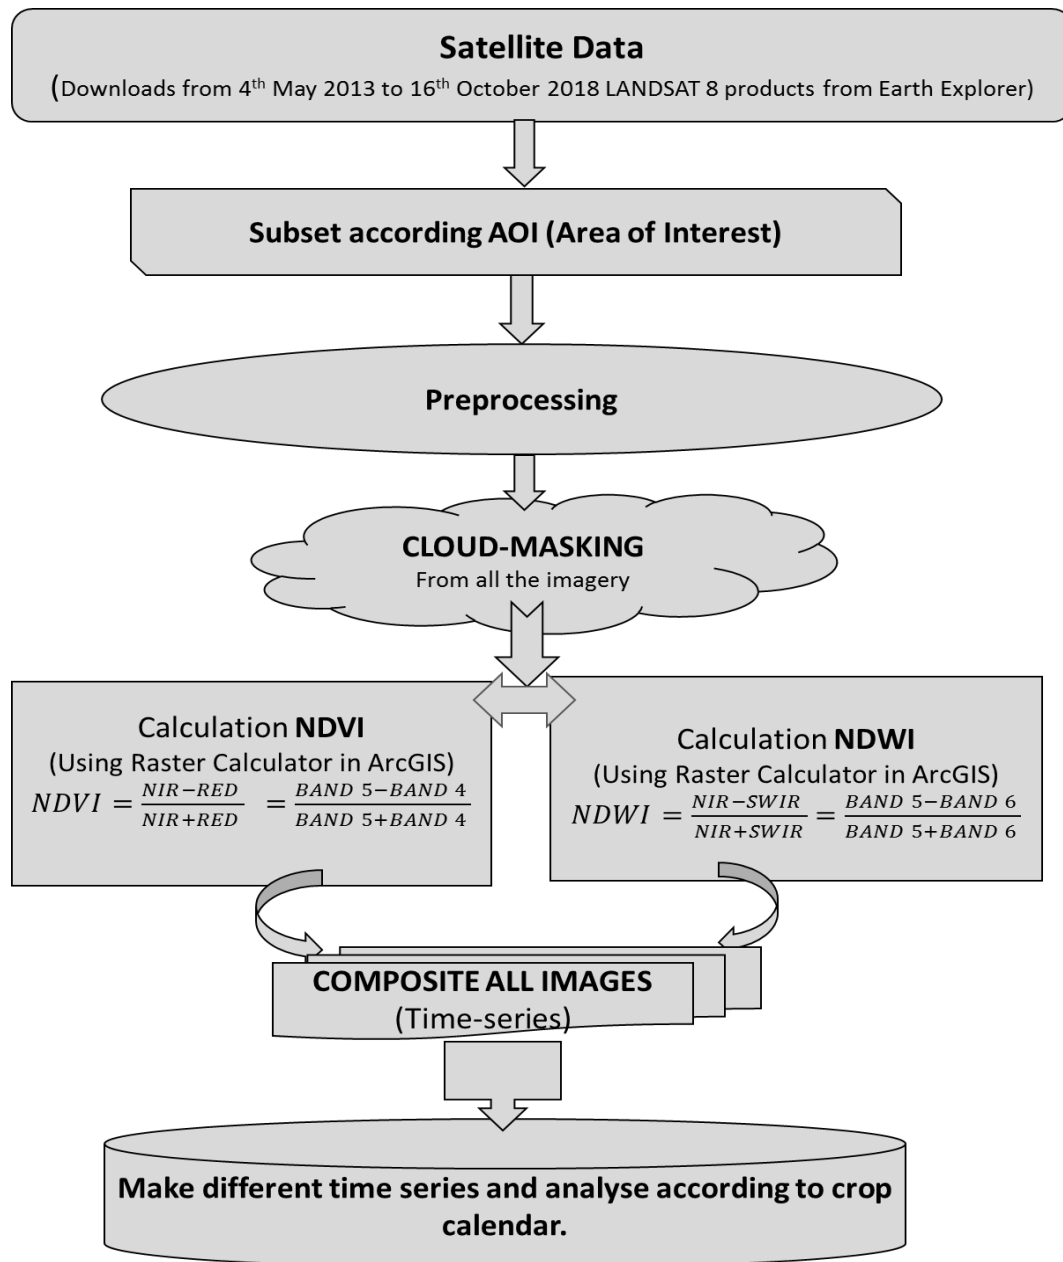 Satellite Data
(Downloads from 4th May 2013 to 16th October 2018 LANDSAT 8 products from Earth Explorer)
Subset according AOI (Area of Interest)
Preprocessing
CLOUD-MASKING
From all the imagery
Calculation NDVI
(Using Raster Calculator in ArcGIS)
NDVI = NIR−RED / NIR+RED = BAND 5−BAND 4 / BAND 5+BAND 4
Calculation NDWI
(Using Raster Calculator in ArcGIS)
NDWI = NIR−SWIR / NIR+SWIR = BAND 5−BAND 6 / BAND 5+BAND 6
COMPOSITE ALL IMAGES
(Time-series)
Make different time series and analyse according to crop
calendar.